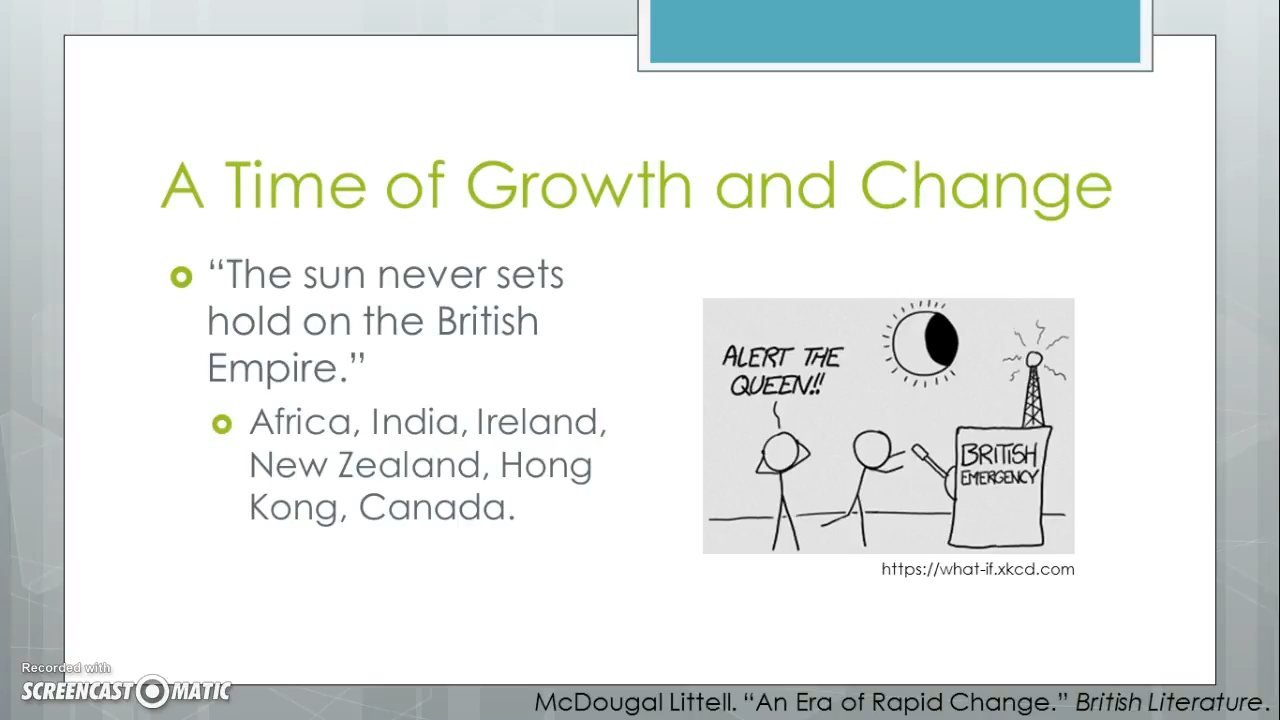 A Time of Growth and Change
“The sun never sets
hold on the British
Empire.”
Africa, India, Ireland,
New Zealand, Hong
Kong, Canada.
ALERT THE
QUEEN!!
BRITISH
EMERGENCY
https://what-if.xkcd.com
Recorded with
SCREENCAST MATIC
McDougal Littell. “An Era of Rapid Change.” British Literature.